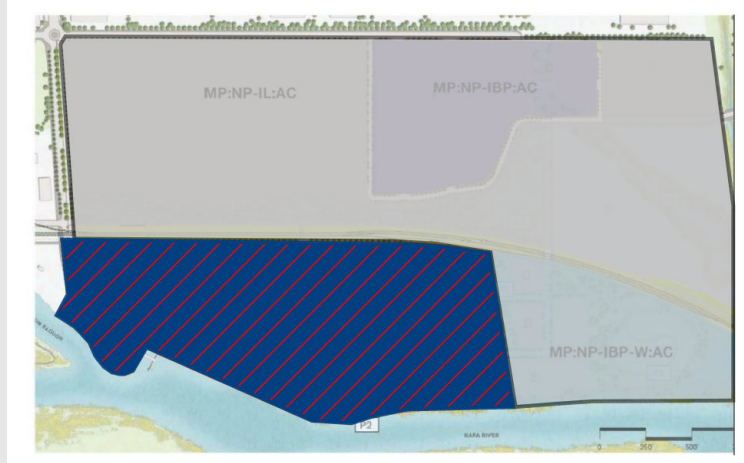 MP:NP-IL:AC
MP:NP-IBP:AC
MP:NP-IBP-W:AC
P2
NAPA RIVER
0 250' 500'